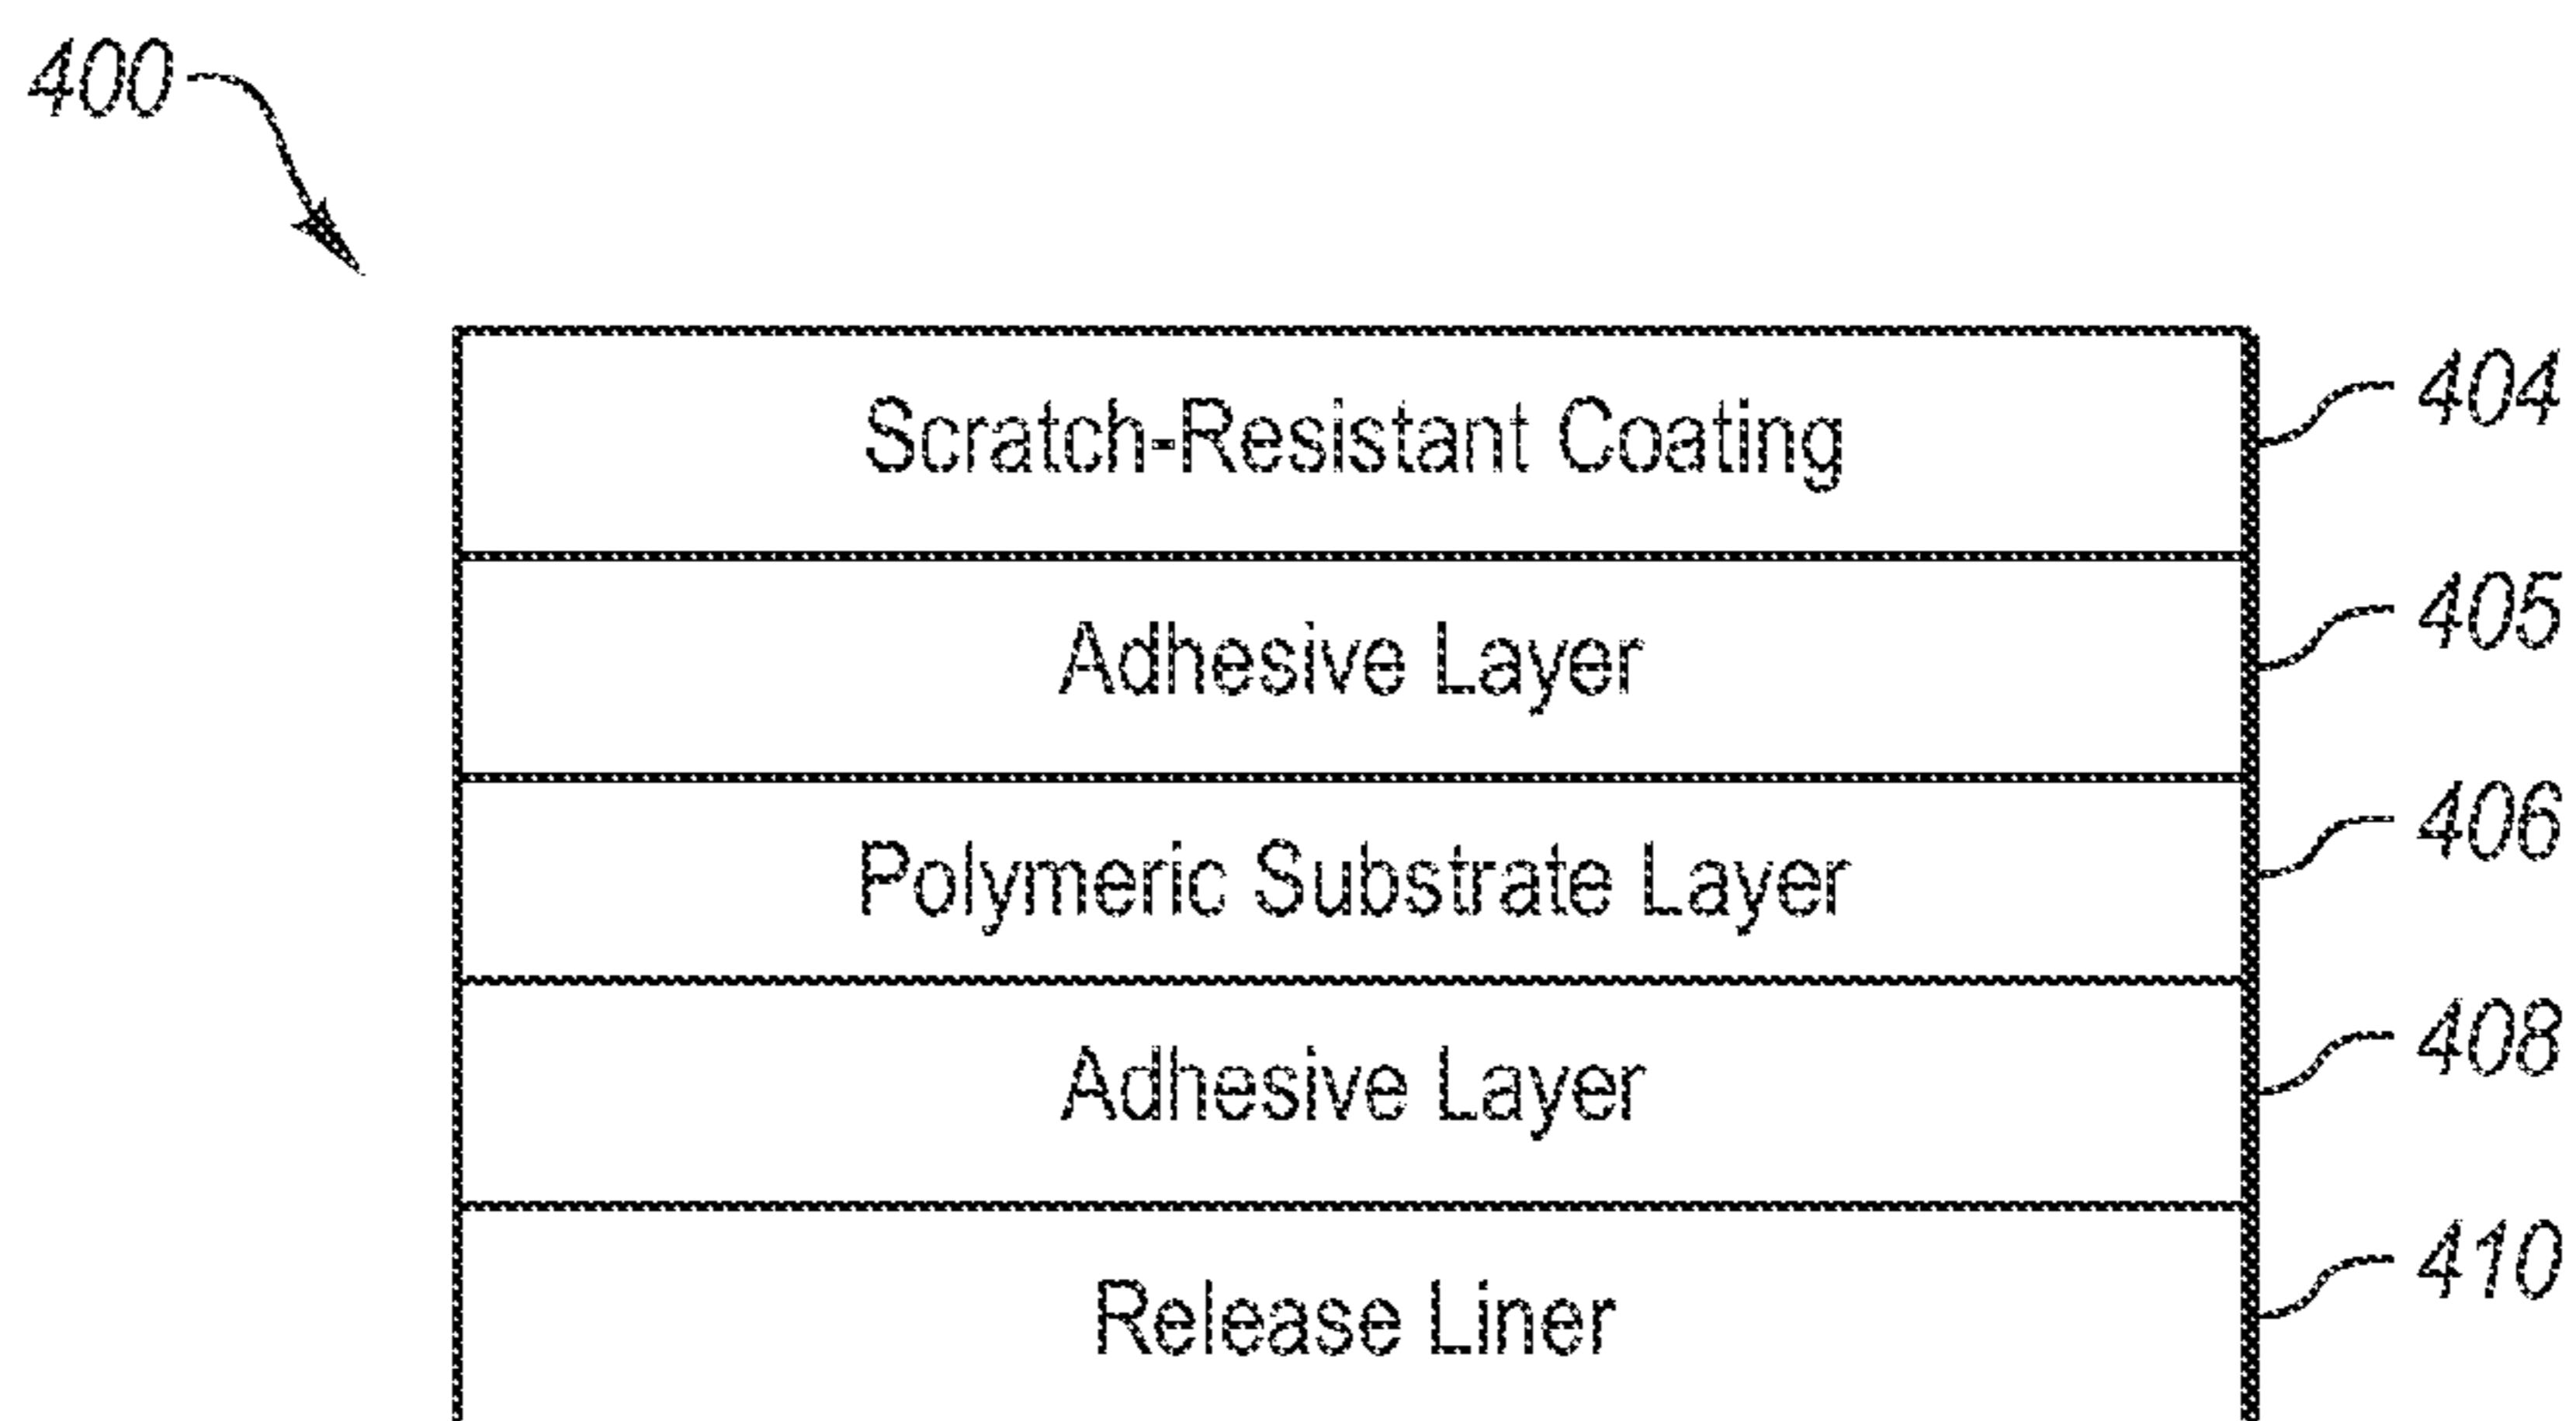 400
Scratch-Resistant Coating 404
Adhesive Layer 405
Polymeric Substrate Layer 406
Adhesive Layer 408
Release Liner 410